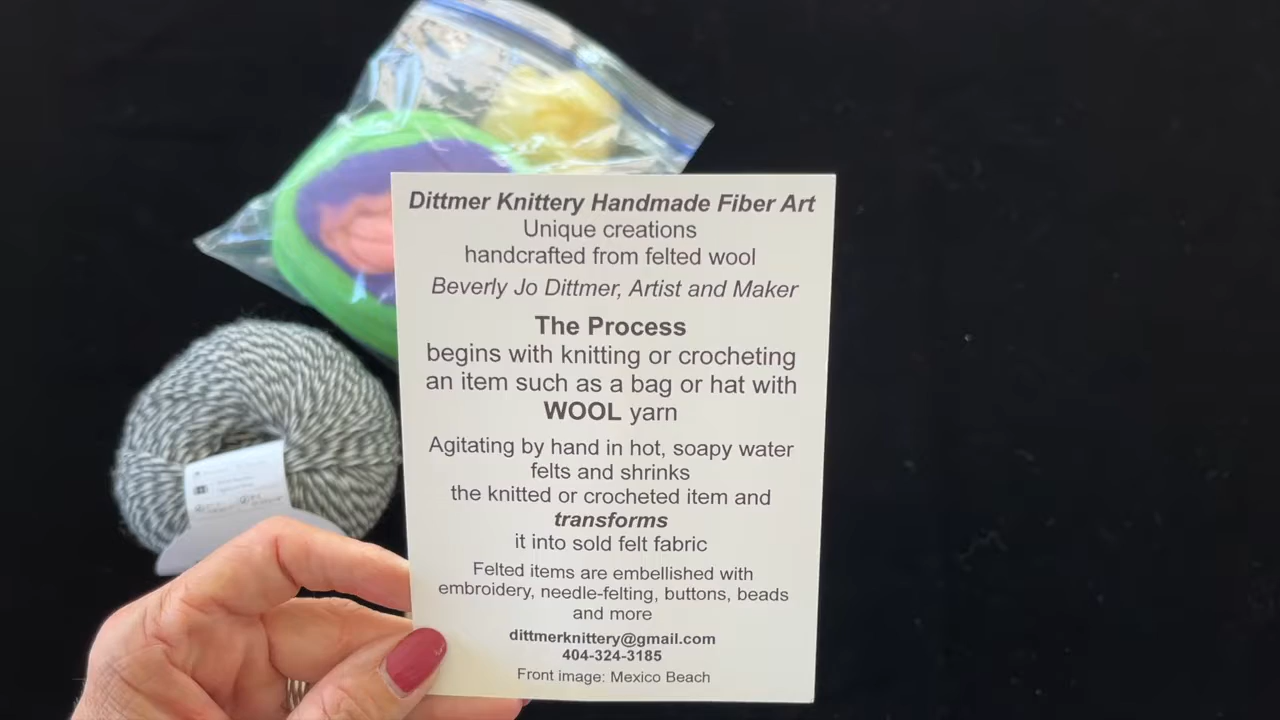 Dittmer Knittery Handmade Fiber Art
Unique creations
handcrafted from felted wool
Beverly Jo Dittmer, Artist and Maker
The Process
begins with knitting or crocheting
an item such as a bag or hat with
WOOL yarn
Agitating by hand in hot, soapy water
felts and shrinks
the knitted or crocheted item and
transforms
it into sold felt fabric
Felted items are embellished with
embroidery, needle-felting, buttons, beads
and more
dittmerknittery@gmail.com
404-324-3185
Front image: Mexico Beach